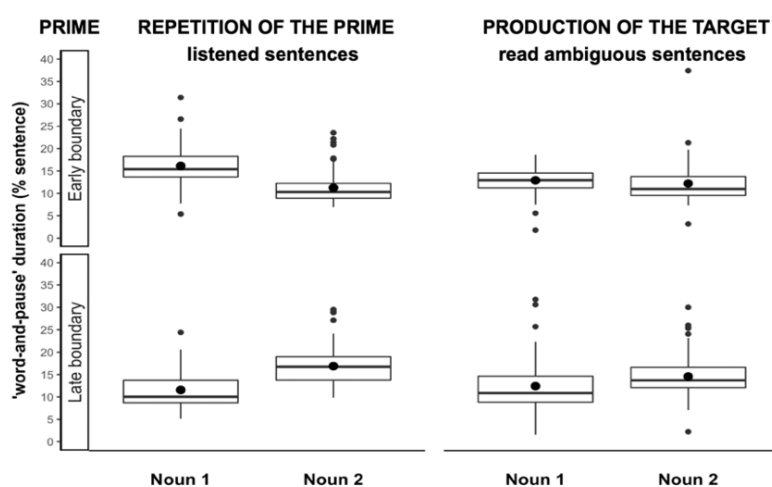 PRIME REPETITION OF THE PRIME PRODUCTION OF THE TARGET
listened sentences read ambiguous sentences
'word-and-pause' duration (% sentence)
Early boundary
40
35
30
25
20
15
10
5
0
Late boundary
40
30
25
20
15
10
5
0
Noun 1 Noun 2 Noun 1 Noun 2